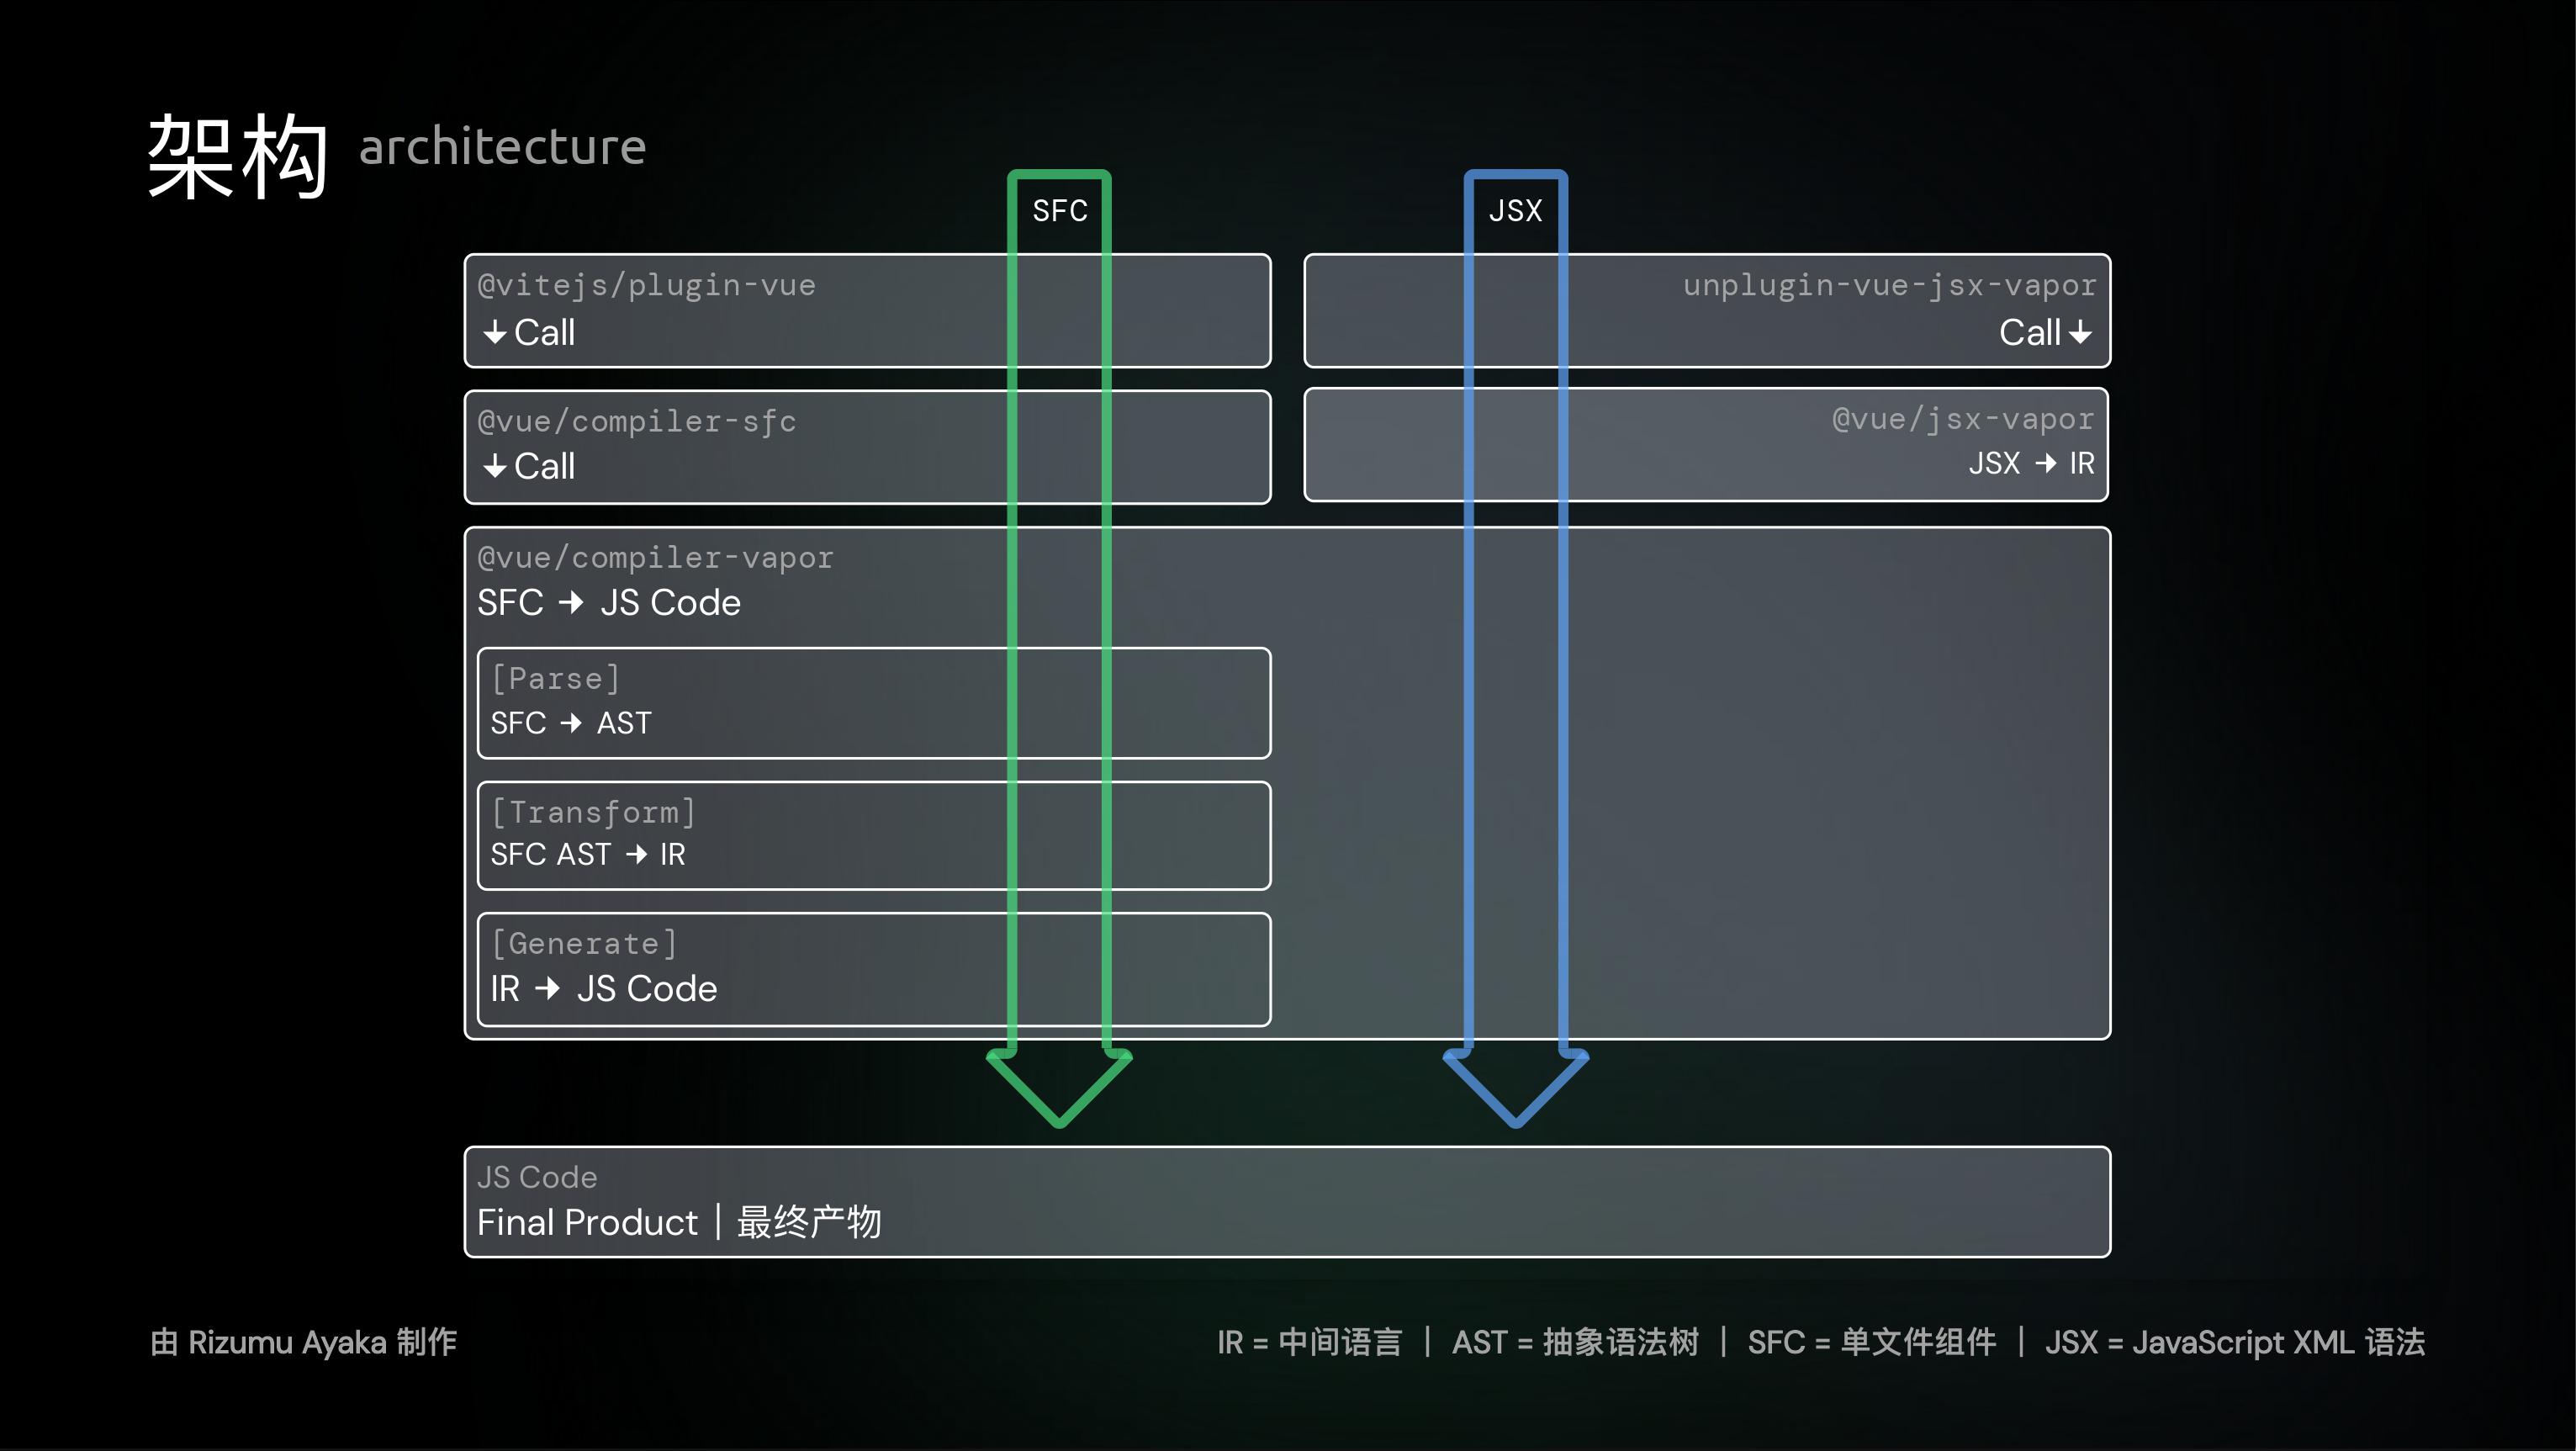 架构 architecture
SFC
JSX
@vitejs/plugin-vue
↓ Call
unplugin-vue-jsx-vapor
Call ↓
@vue/compiler-sfc
↓ Call
@vue/jsx-vapor
JSX → IR
@vue/compiler-vapor
SFC → JS Code
[Parse]
SFC → AST
[Transform]
SFC AST → IR
[Generate]
IR → JS Code
JS Code
Final Product | 最终产物
由 Rizumu Ayaka 制作
IR = 中间语言 | AST = 抽象语法树 | SFC = 单文件组件 | JSX = JavaScript XML 语法